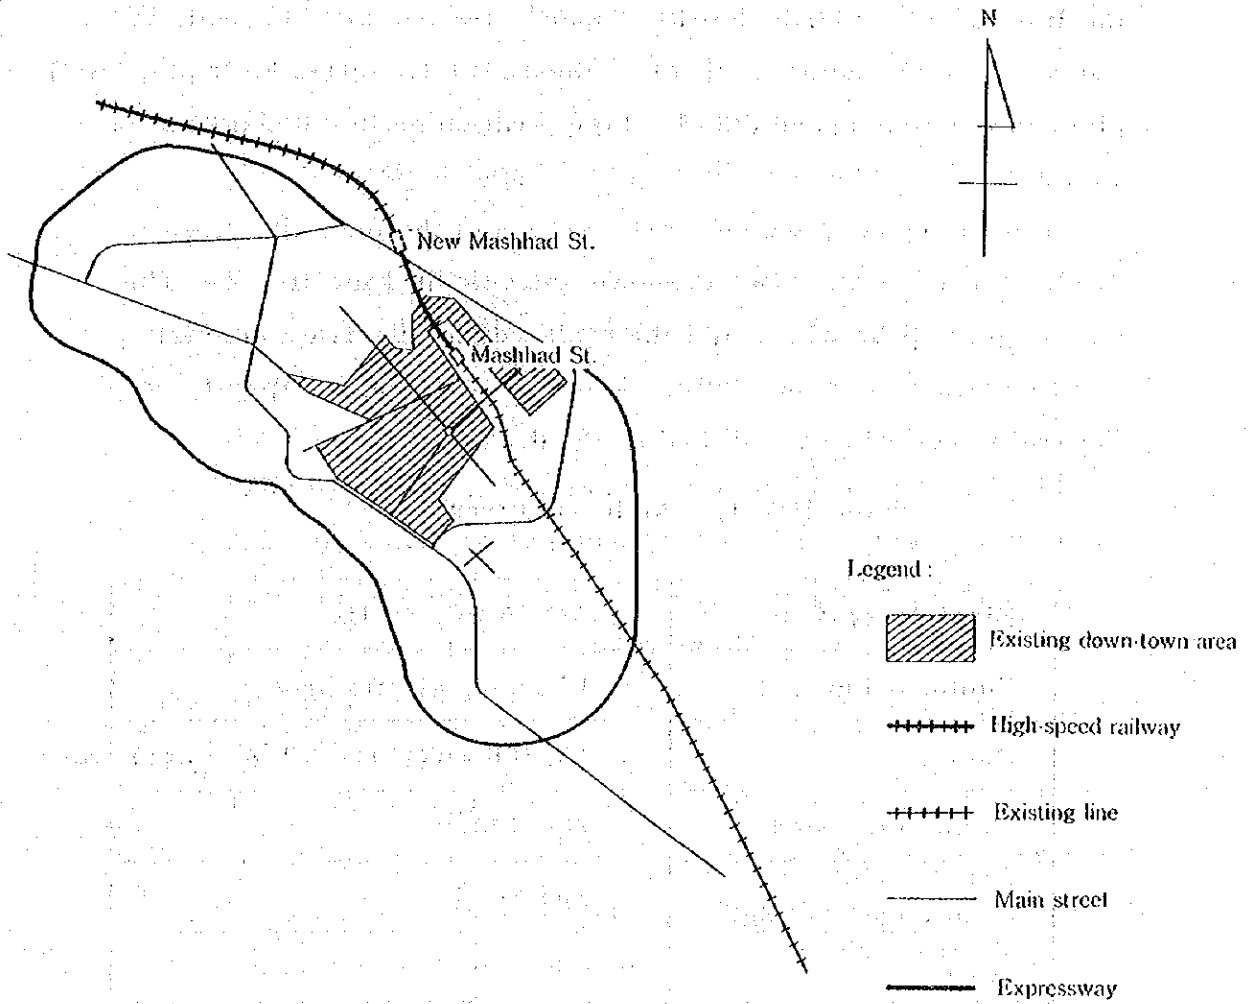 N
New Mashhad St.
Mashhad St.
Legend :
Existing down-town area
High-speed railway
Existing line
Main street
Expressway